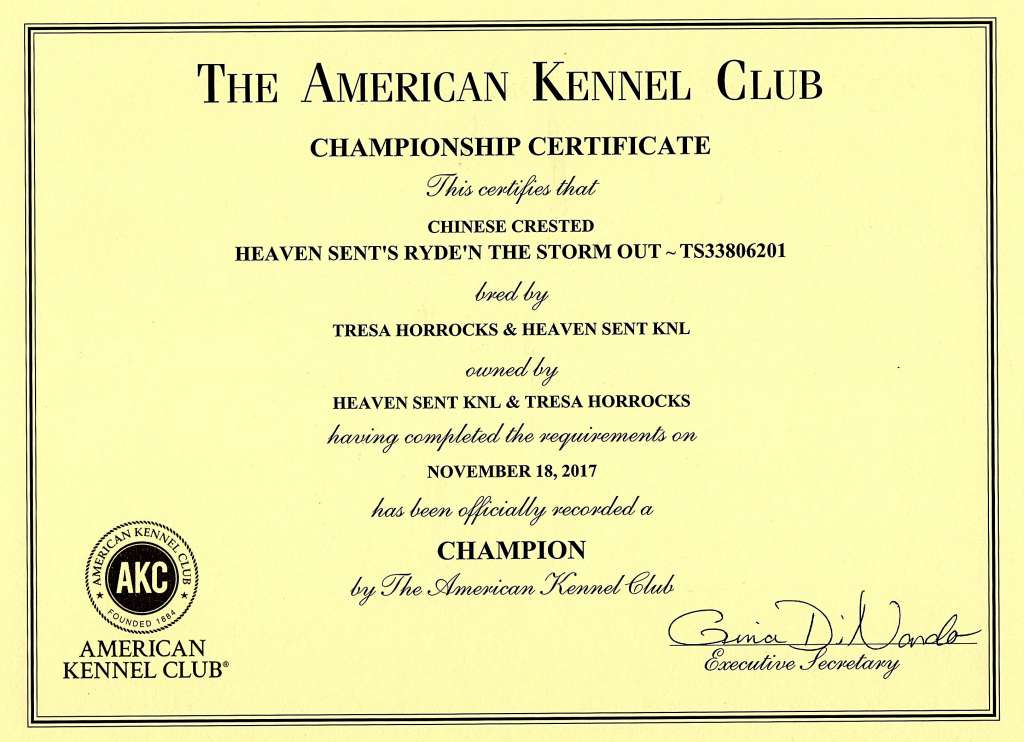 THE AMERICAN KENNEL CLUB
CHAMPIONSHIP CERTIFICATE
This certifies that
CHINESE CRESTED
HEAVEN SENT'S RYDE'N THE STORM OUT ~ TS33806201
bred by
TRESA HORROCKS & HEAVEN SENT KNL
owned by
HEAVEN SENT KNL & TRESA HORROCKS
having completed the requirements on
NOVEMBER 18, 2017
has been officially recorded a
CHAMPION
by The American Kennel Club
AMERICAN KENNEL CLUB
AKC
FOUNDED 1884
AMERICAN
KENNEL CLUB®
Gina DiNardo
Executive Secretary